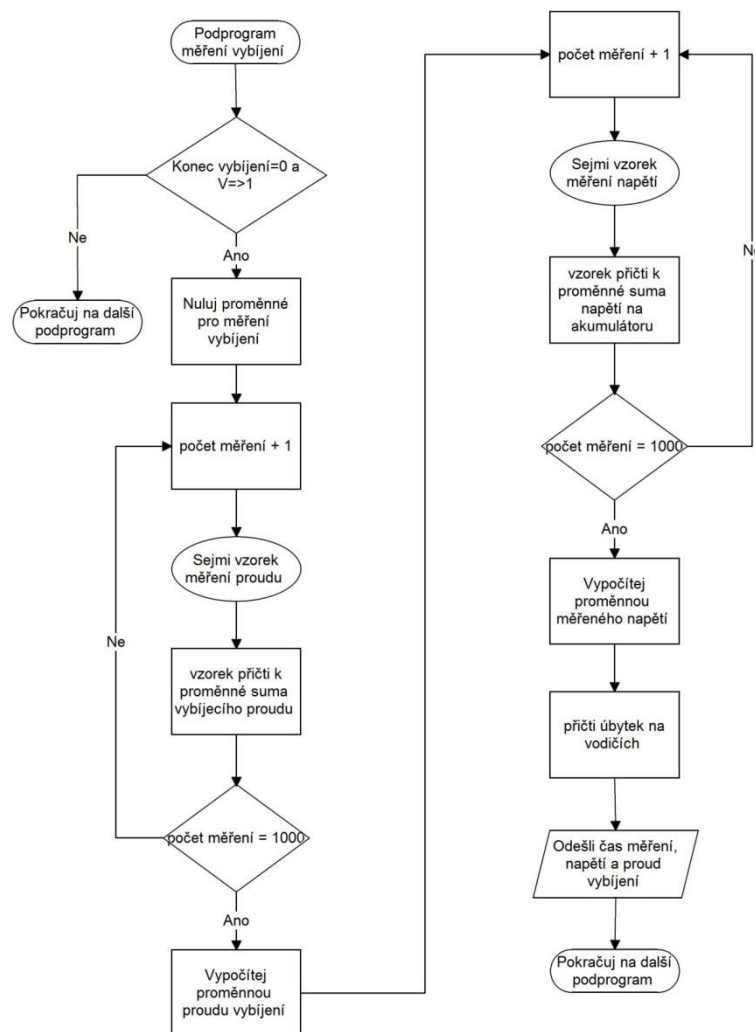 Podprogram
měření vybíjení
Konec vybíjení=0 a
V=>1
Ne
Ano
Pokračuj na další
podprogram
Nuluj proměnné
pro měření
vybíjení
počet měření + 1
Sejmi vzorek
měření proudu
Ne
vzorek přičti k
proměnné suma
vybíjecího proudu
počet měření = 1000
Ano
Vypočítej
proměnnou
proudu vybíjení
počet měření + 1
Sejmi vzorek
měření napětí
Ne
vzorek přičti k
proměnné suma
napětí na
akumulátoru
počet měření = 1000
Ano
Vypočítej
proměnnou
měřeného napětí
přičti úbytek na
vodičích
Odešli čas měření,
napětí a proud
vybíjení
Pokračuj na další
podprogram